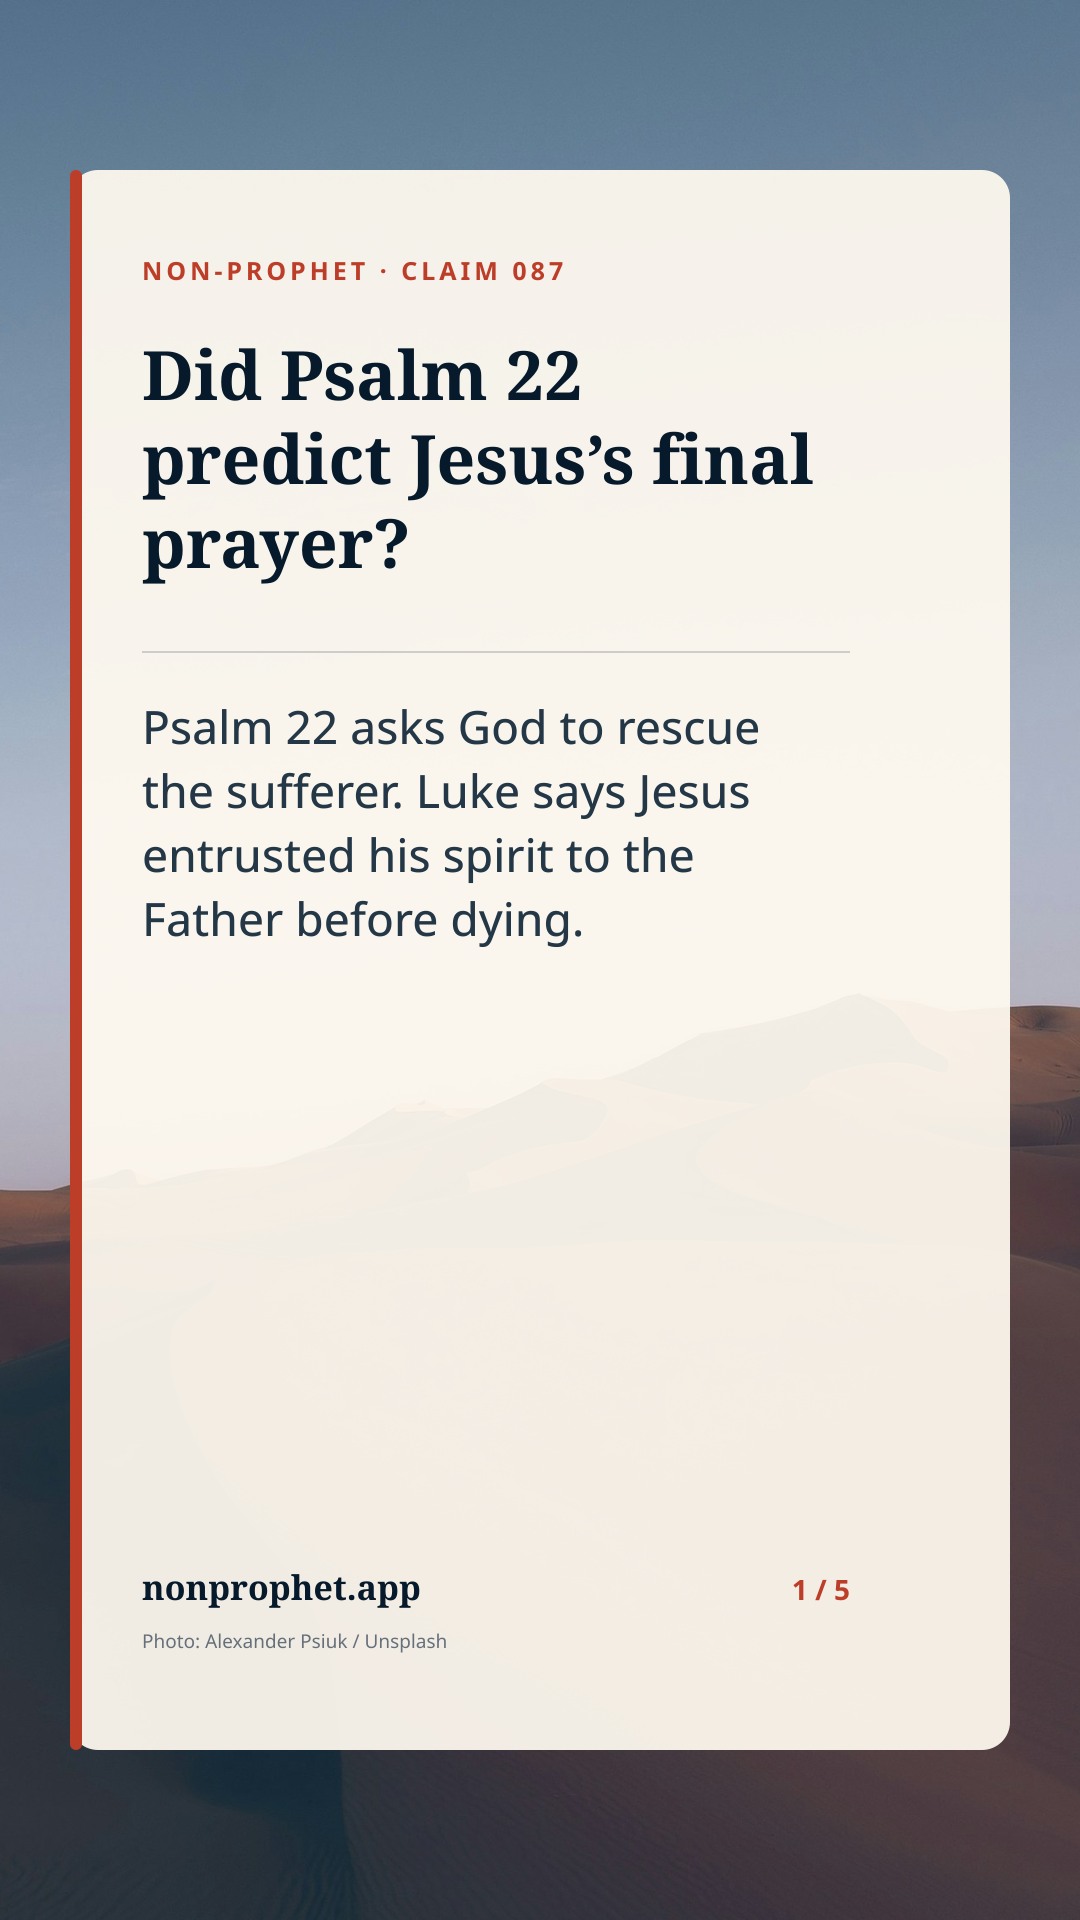 NON-PROPHET · CLAIM 087
Did Psalm 22
predict Jesus’s final
prayer?
Psalm 22 asks God to rescue
the sufferer. Luke says Jesus
entrusted his spirit to the
Father before dying.
nonprophet.app
1 / 5
Photo: Alexander Psiuk / Unsplash